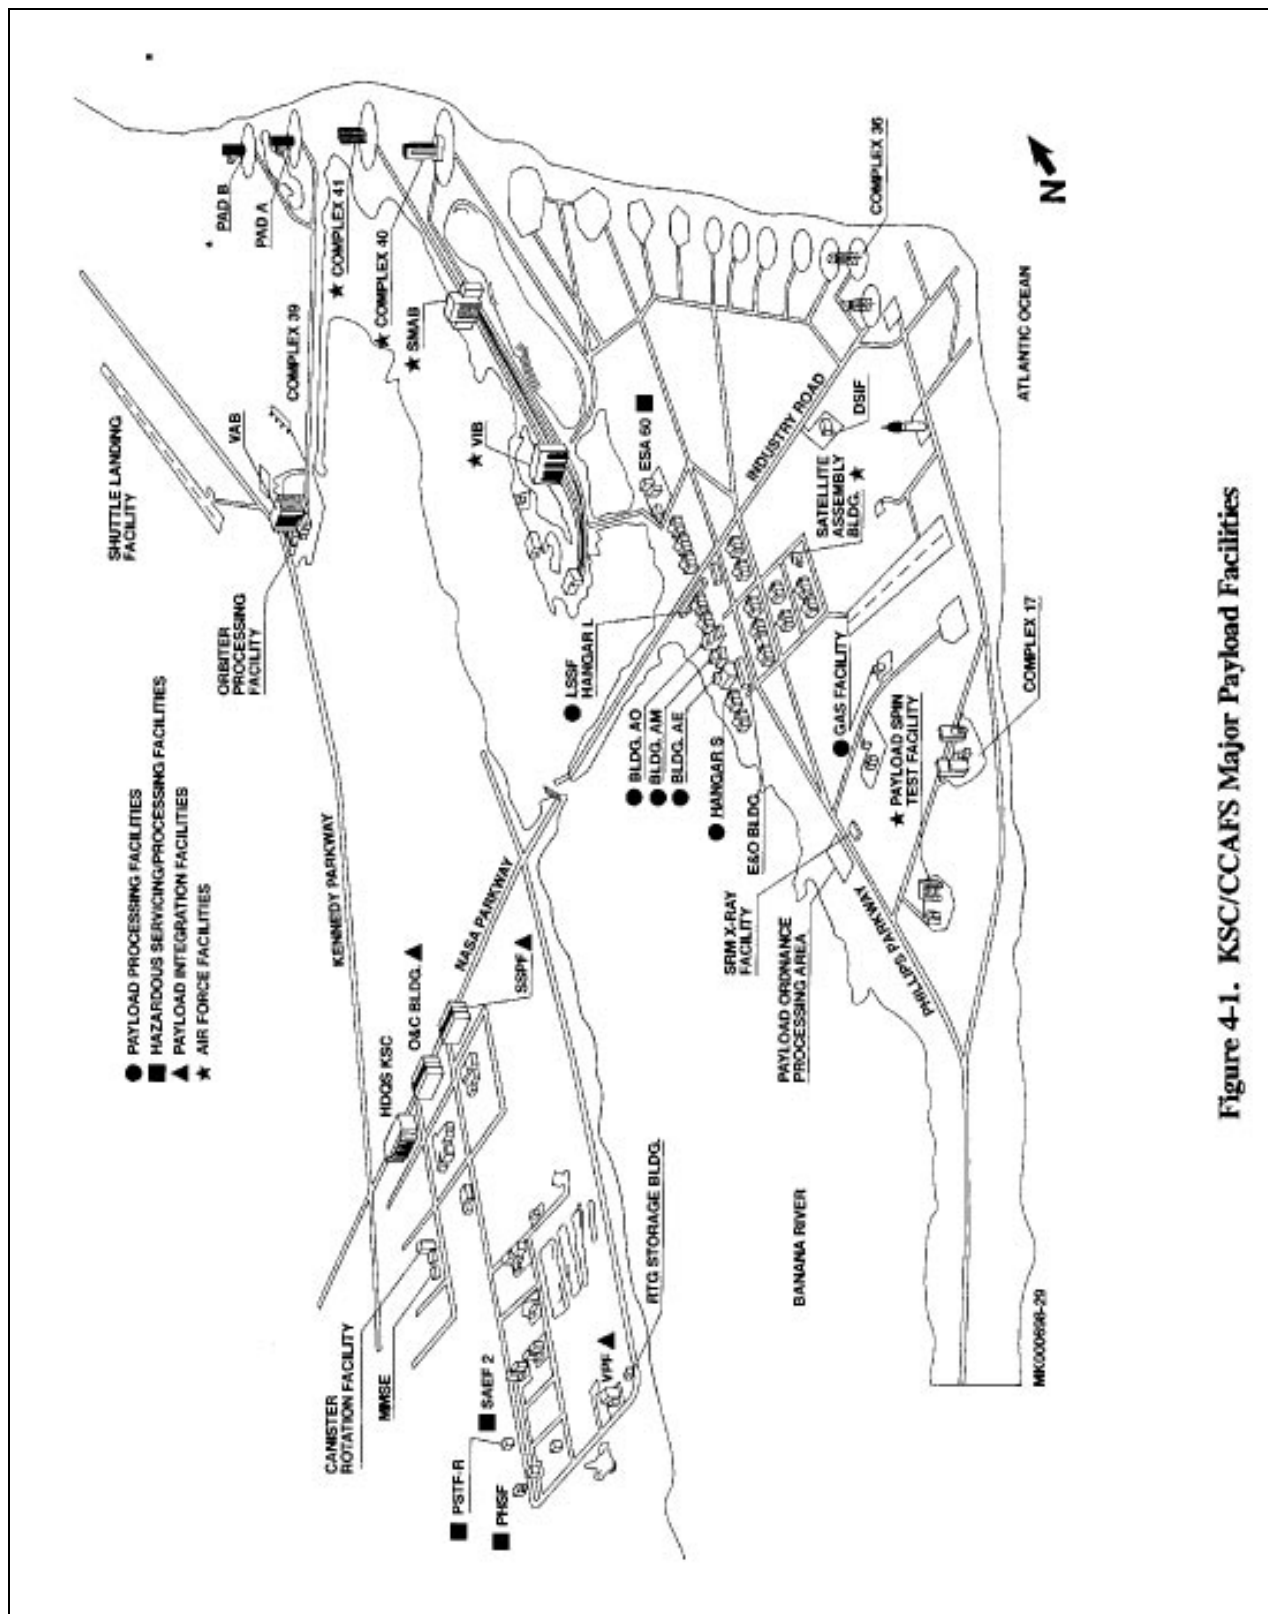 SHUTTLE LANDING
FACILITY
VAB
COMPLEX 39
PAD B
PAD A
★ COMPLEX 41
★ COMPLEX 40
★ SMAB
★ VIB
ORBITER
PROCESSING
FACILITY
● PAYLOAD PROCESSING FACILITIES
■ HAZARDOUS SERVICING/PROCESSING FACILITIES
▲ PAYLOAD INTEGRATION FACILITIES
★ AIR FORCE FACILITIES
KENNEDY PARKWAY
HDQS KSC
O&C BLDG. ▲
NASA PARKWAY
SSPF ▲
CANISTER
ROTATION FACILITY
MMSE
■ SAEF 2
■ PSTF-R
■ PHSF
VPF ▲
RTG STORAGE BLDG.
● LSSF
HANGAR L
ESA 60 ■
● BLDG. AO
● BLDG. AM
● BLDG. AE
● HANGAR S
E&O BLDG.
SRM X-RAY
FACILITY
PAYLOAD ORDNANCE
PROCESSING AREA
INDUSTRY ROAD
SATELLITE
ASSEMBLY
BLDG. ★
DSIF
COMPLEX 36
● GAS FACILITY
★ PAYLOAD SPIN
TEST FACILITY
COMPLEX 17
PHILLIPS PARKWAY
BANANA RIVER
ATLANTIC OCEAN
N
MK000698-29
Figure 4-1. KSC/CCAFS Major Payload Facilities